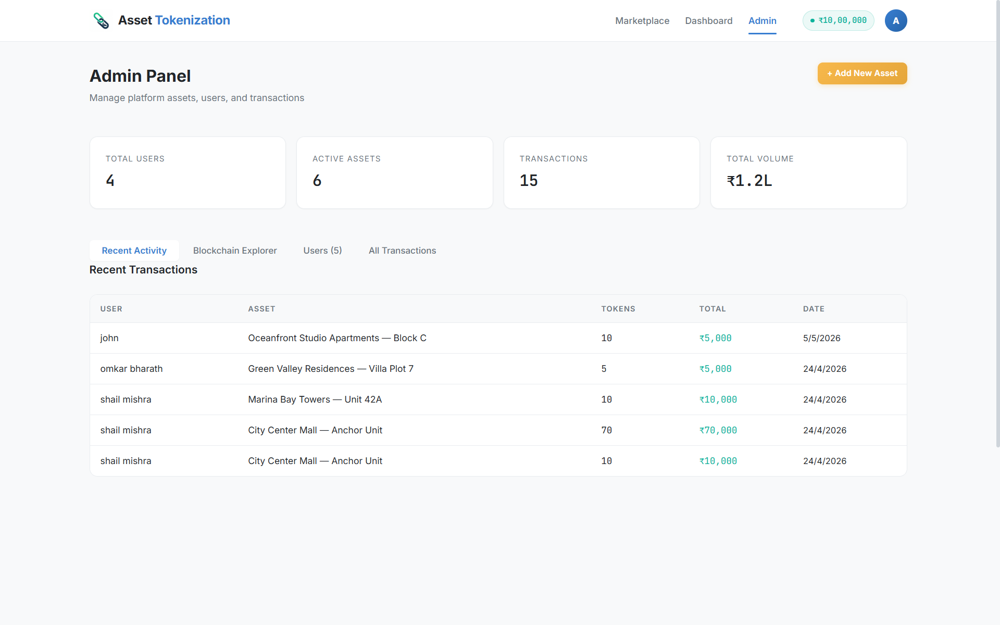 Asset Tokenization
Marketplace Dashboard Admin ₹10,00,000 A
Admin Panel
+ Add New Asset
Manage platform assets, users, and transactions
TOTAL USERS
4
ACTIVE ASSETS
6
TRANSACTIONS
15
TOTAL VOLUME
₹1.2L
Recent Activity Blockchain Explorer Users (5) All Transactions
Recent Transactions
USER ASSET TOKENS TOTAL DATE
john Oceanfront Studio Apartments — Block C 10 ₹5,000 5/5/2026
omkar bharath Green Valley Residences — Villa Plot 7 5 ₹5,000 24/4/2026
shail mishra Marina Bay Towers — Unit 42A 10 ₹10,000 24/4/2026
shail mishra City Center Mall — Anchor Unit 70 ₹70,000 24/4/2026
shail mishra City Center Mall — Anchor Unit 10 ₹10,000 24/4/2026